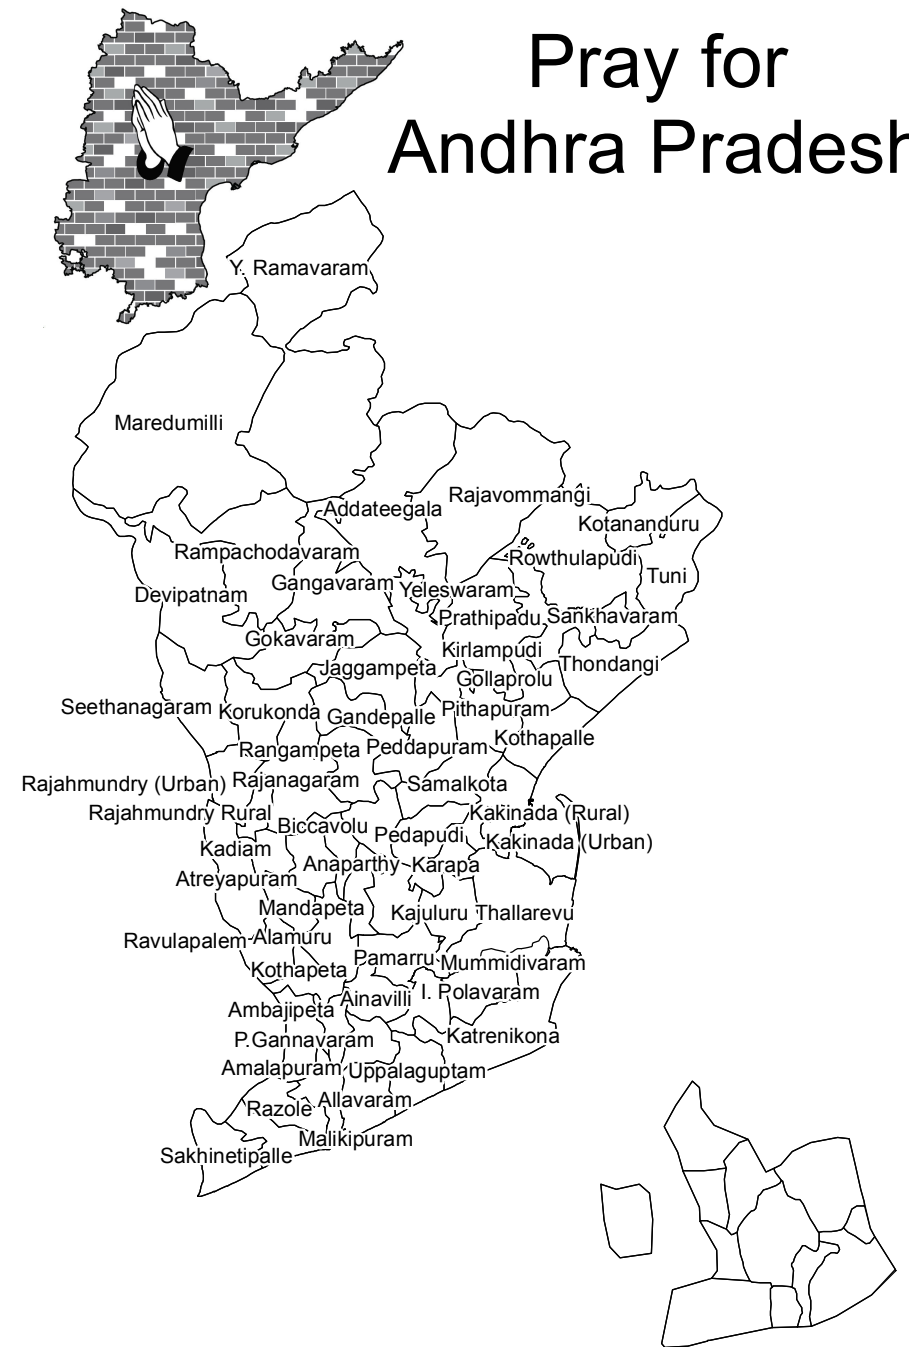 Pray for
Andhra Pradesh
Y. Ramavaram
Maredumilli
Rajavommangi
Addateegala
Kotananduru
Rampachodavaram
Rowthulapudi
Tuni
Gangavaram
Yeleswaram
Devipatnam
Prathipadu
Sankhavaram
Gokavaram
Kirlampudi
Jaggampeta
Thondangi
Gollaprolu
Seethanagaram
Korukonda
Gandepalle
Pithapuram
Rangampeta
Peddapuram
Kothapalle
Rajahmundry (Urban)
Rajanagaram
Samalkota
Rajahmundry Rural
Kakinada (Rural)
Biccavolu
Pedapudi
Kakinada (Urban)
Kadiam
Anaparthy
Karapa
Atreyapuram
Mandapeta
Kajuluru
Thallarevu
Ravulapalem
Alamuru
Pamarru
Mummidivaram
Kothapeta
Ainavilli
I. Polavaram
Ambajipeta
P.Gannavaram
Katrenikona
Amalapuram
Uppalaguptam
Razole
Allavaram
Malikipuram
Sakhinetipalle